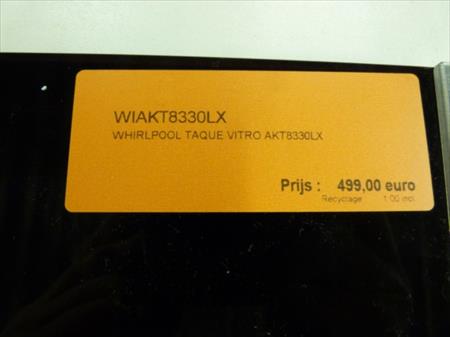 WIAKT8330LX
WHIRLPOOL TAQUE VITRO AKT8330LX
Prijs : 499,00 euro
Recyclage 1.00 incl.